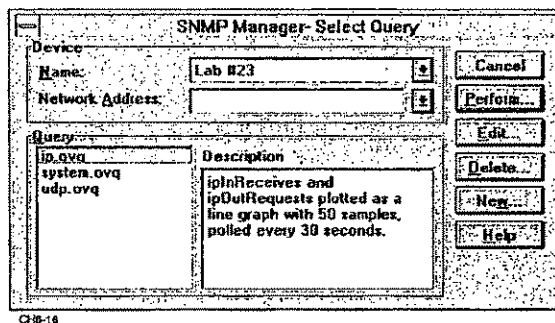 SNMP Manager- Select Query
Device
Name:
Lab #23
Network Address:
Cancel
Perform...
Edit...
Delete...
New...
Help
Query
ip.ovq
system.ovq
udp.ovq
Description
ipInReceives and
ipOutRequests plotted as a
line graph with 50 samples,
polled every 30 seconds.
CH6-16